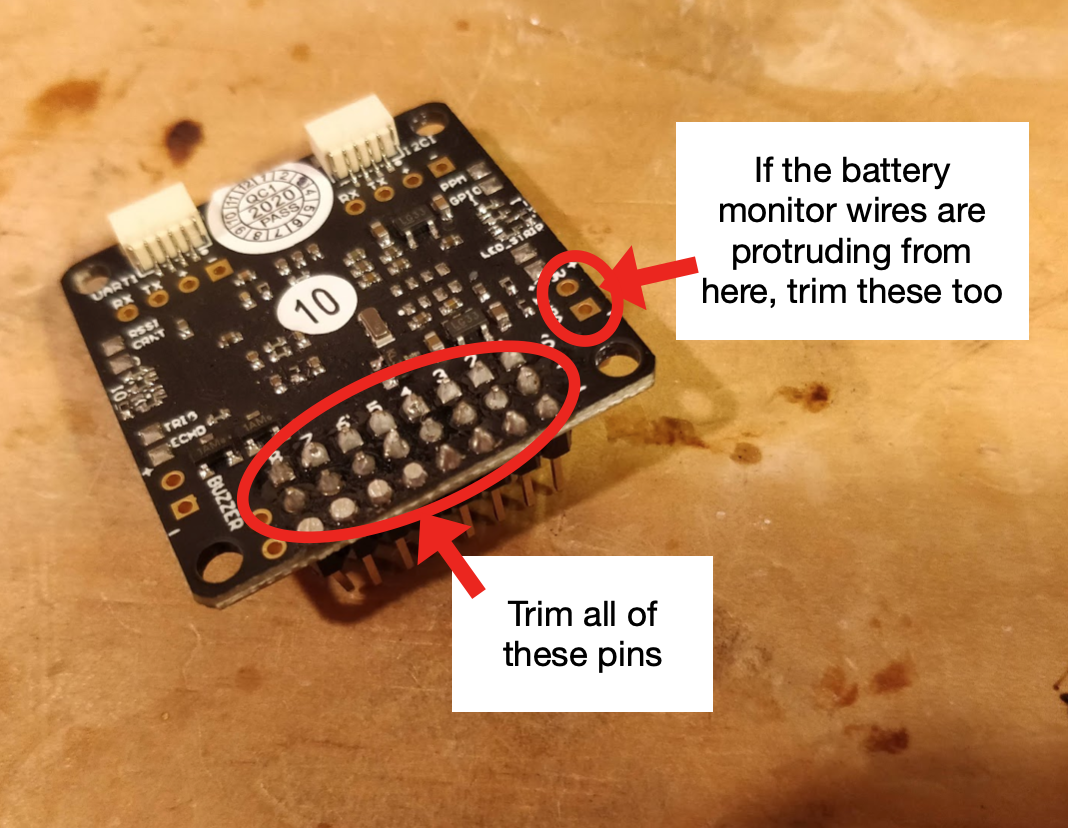 If the battery
monitor wires are
protruding from
here, trim these too
Trim all of
these pins
QC1
2020
PASS
10
I2C1
RX TX
-
PPM
GPIO
LED_STRIP
UART1
RX TX
-
RSSI
CRNT
TRIG
ECHO
+
-
BUZZER
8 7 6 5 4 3 2
S